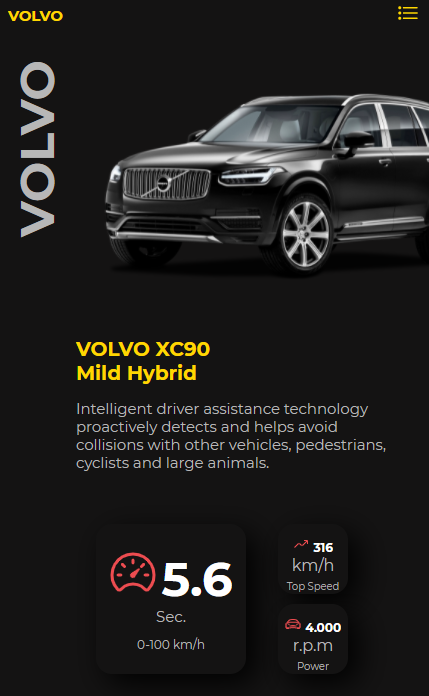 VOLVO
VOLVO
VOLVO XC90
Mild Hybrid
Intelligent driver assistance technology
proactively detects and helps avoid
collisions with other vehicles, pedestrians,
cyclists and large animals.
5.6
Sec.
0-100 km/h
316
km/h
Top Speed
4.000
r.p.m
Power